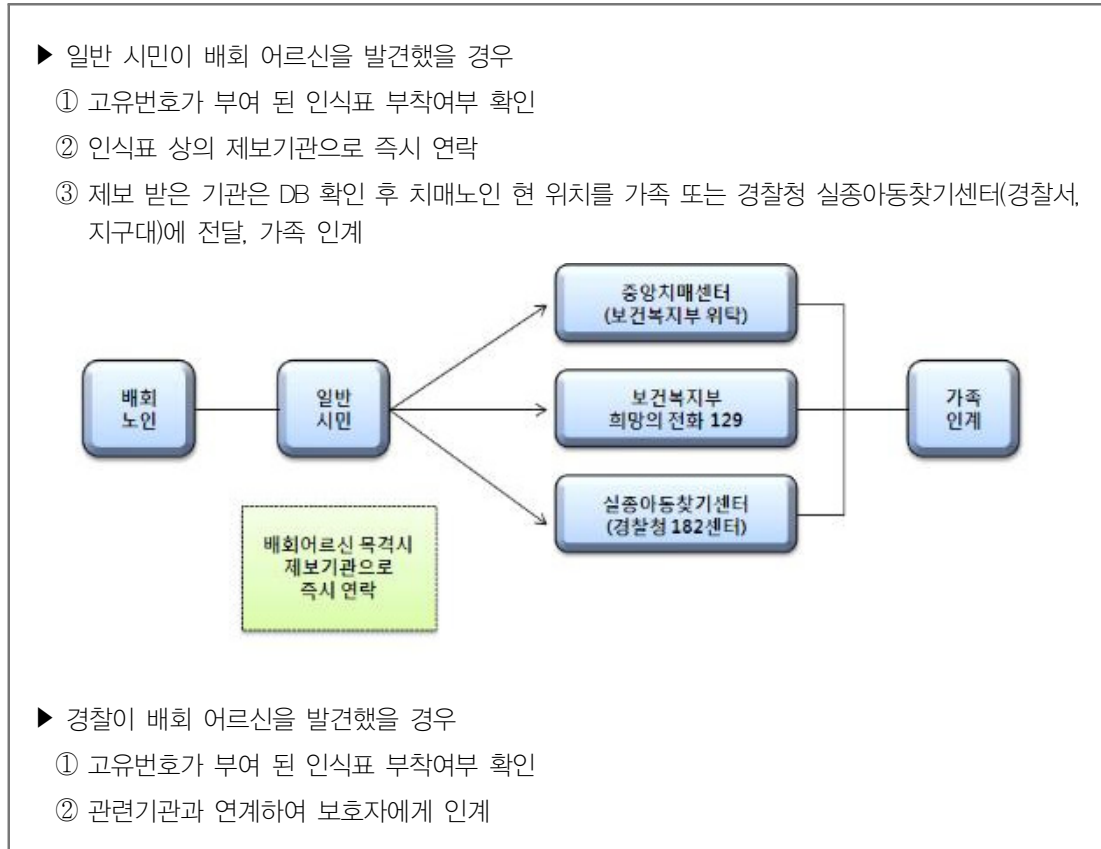 ▶ 일반 시민이 배회 어르신을 발견했을 경우
① 고유번호가 부여 된 인식표 부착여부 확인
② 인식표 상의 제보기관으로 즉시 연락
③ 제보 받은 기관은 DB 확인 후 치매노인 현 위치를 가족 또는 경찰청 실종아동찾기센터(경찰서,
지구대)에 전달, 가족 인계
중앙치매센터
(보건복지부 위탁)
배회
노인
일반
시민
보건복지부
희망의 전화 129
가족
인계
실종아동찾기센터
(경찰청 182센터)
배회어르신 목격시
제보기관으로
즉시 연락
▶ 경찰이 배회 어르신을 발견했을 경우
① 고유번호가 부여 된 인식표 부착여부 확인
② 관련기관과 연계하여 보호자에게 인계